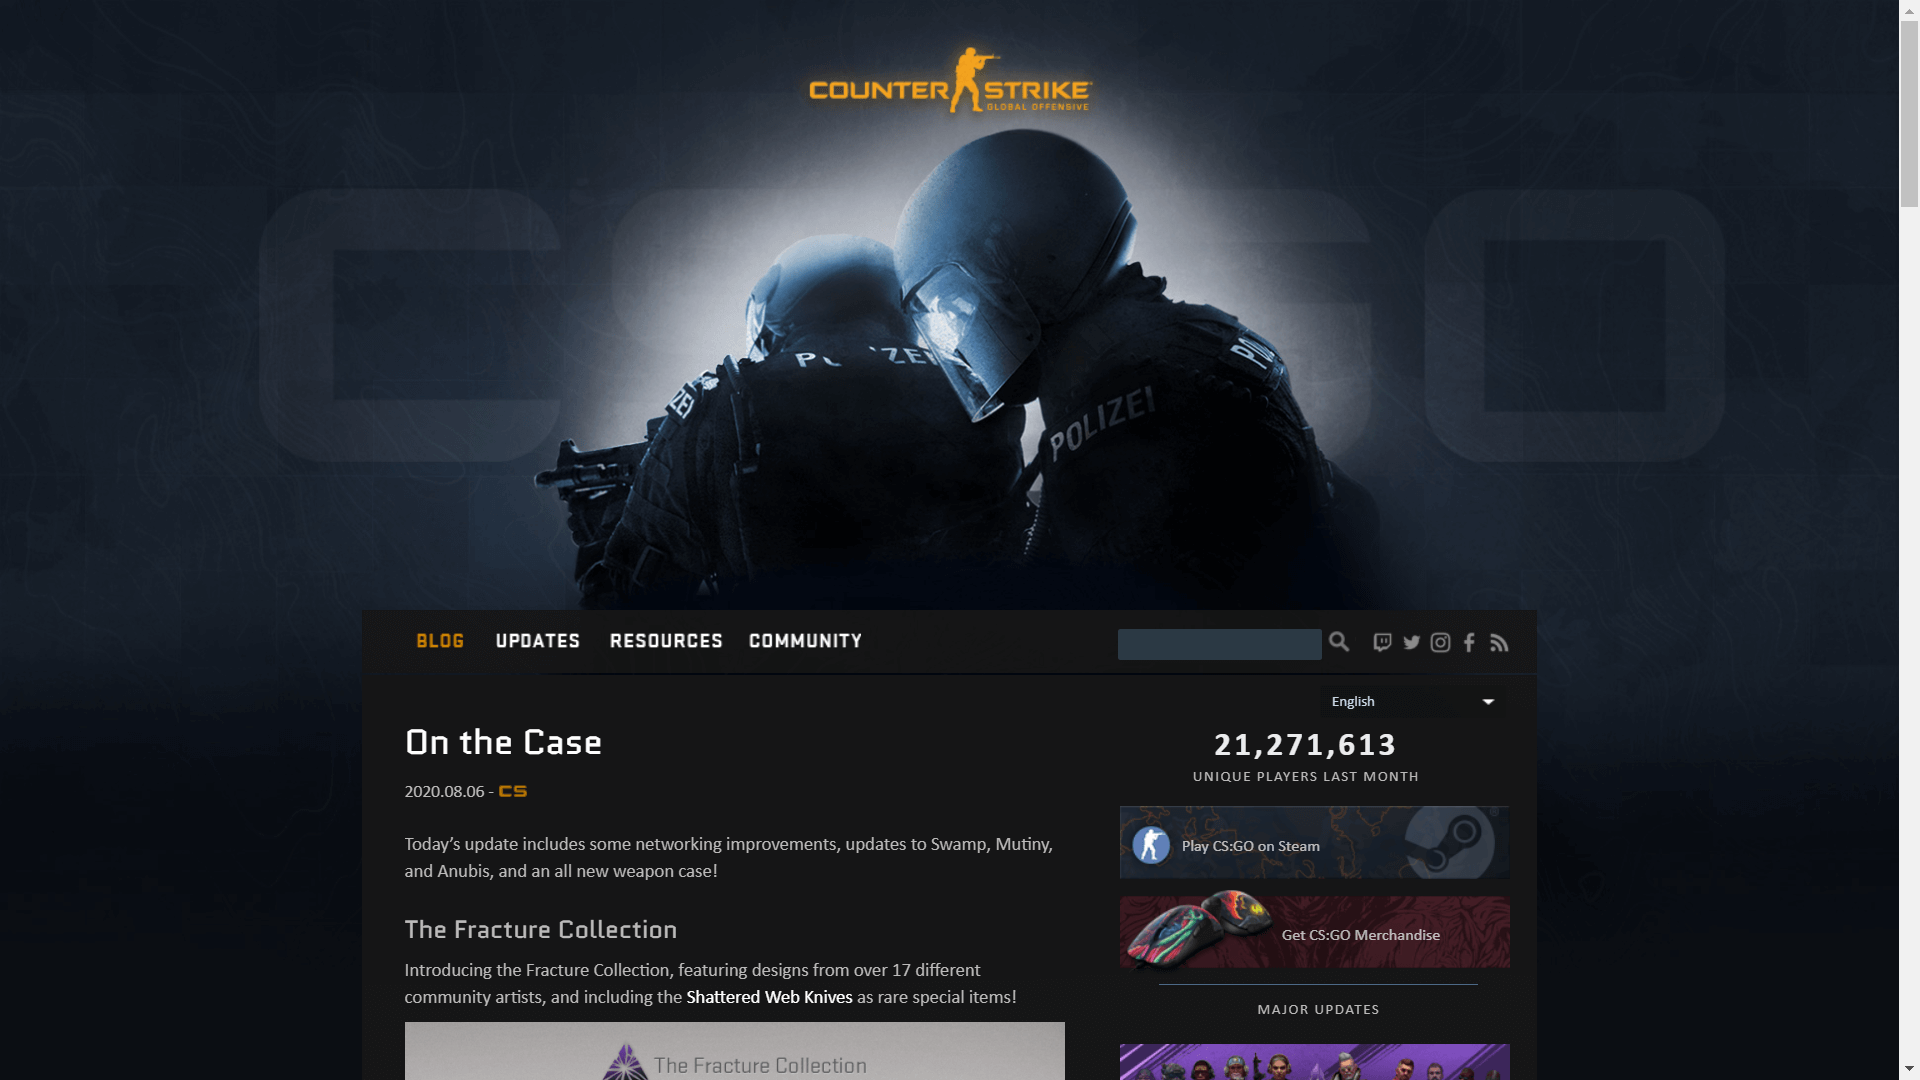 COUNTER STRIKE
GLOBAL OFFENSIVE
CS GO
POLIZEI
POLIZEI
BLOG UPDATES RESOURCES COMMUNITY
English
On the Case
21,271,613
UNIQUE PLAYERS LAST MONTH
2020.08.06 - CS
Today’s update includes some networking improvements, updates to Swamp, Mutiny,
and Anubis, and an all new weapon case!
Play CS:GO on Steam
The Fracture Collection
Get CS:GO Merchandise
Introducing the Fracture Collection, featuring designs from over 17 different
community artists, and including the Shattered Web Knives as rare special items!
MAJOR UPDATES
The Fracture Collection